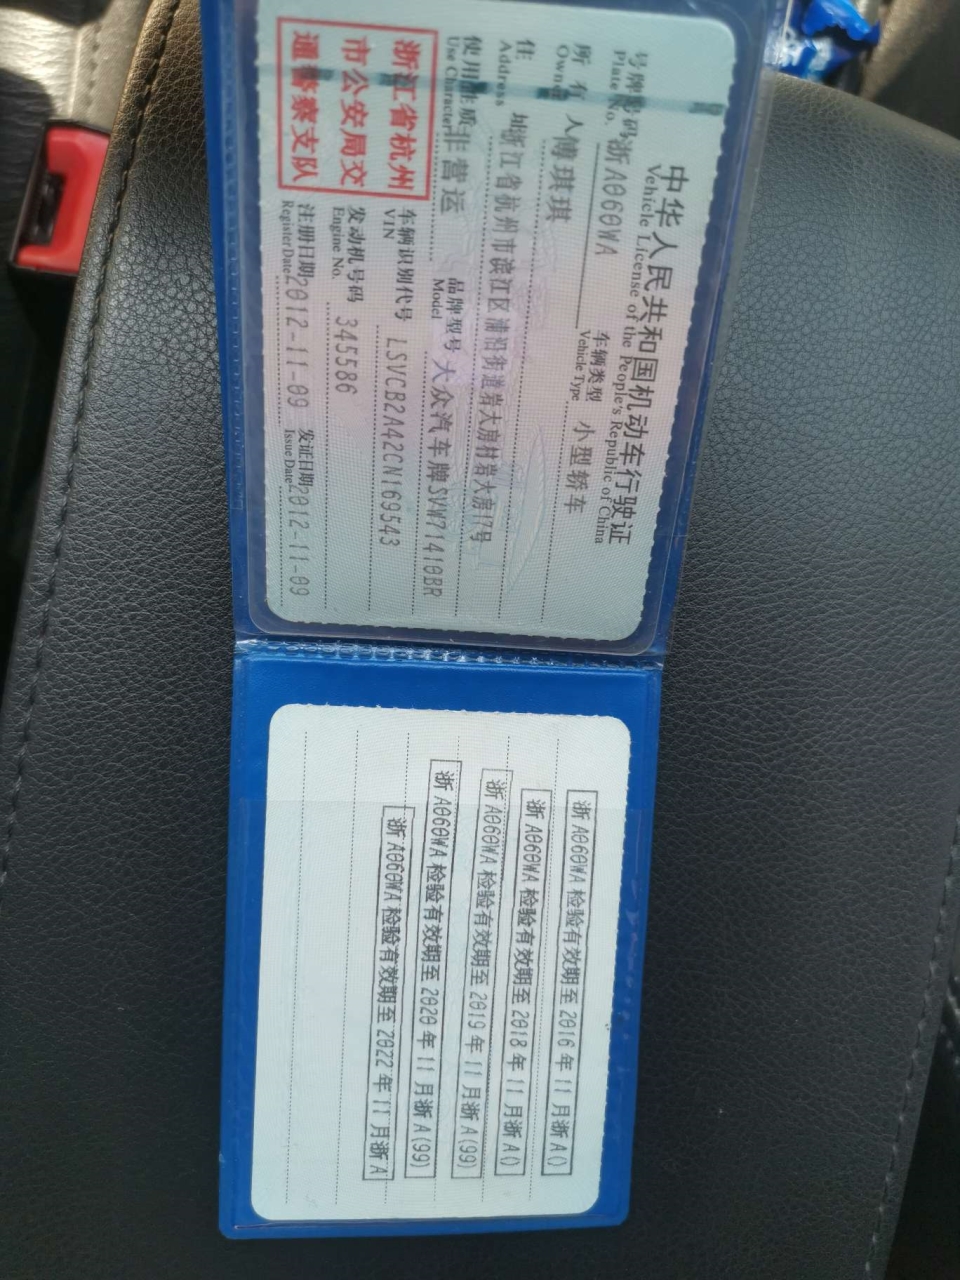 中华人民共和国机动车行驶证
Vehicle License of the People's Republic of China
号牌号码 浙A060WA 车辆类型 小型轿车
Plate No. Vehicle Type
所有人 傅琪琪
Owner
住址 浙江省杭州市滨江区浦沿街道岩大房村岩大房17号
Address
使用性质 非营运 品牌型号 大众汽车牌SVW71410BR
Use Character Model
浙江省杭州
市公安局交
通警察支队
车辆识别代号 LSVCB2A42CN169543
VIN
发动机号码 345586
Engine No.
注册日期 2012-11-09 发证日期 2012-11-09
Register Date Issue Date
浙A060WA 检验有效期至 2016年11月浙A()
浙A060WA 检验有效期至 2018年11月浙A()
浙A060WA 检验有效期至 2019年11月浙A(99)
浙A060WA 检验有效期至 2020年11月浙A(99)
浙A060WA 检验有效期至 2022年11月浙A